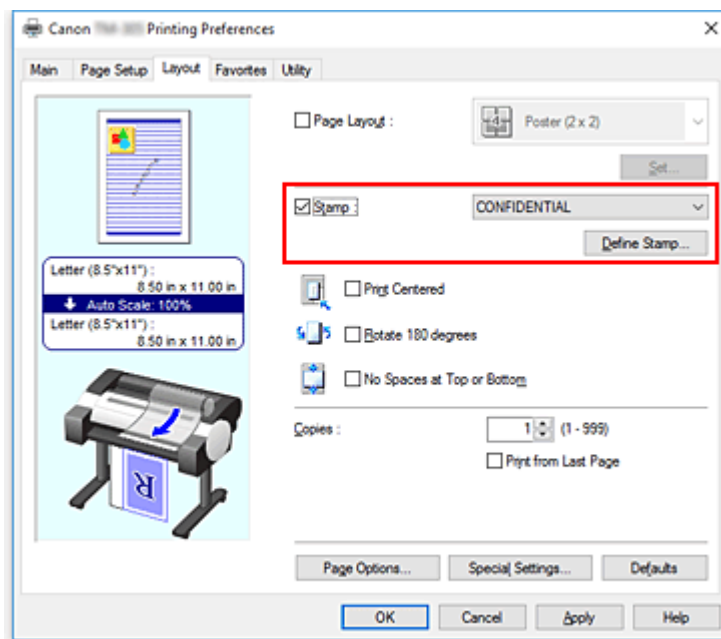 Canon Printing Preferences
Main Page Setup Layout Favorites Utility
Page Layout : Poster (2 x 2)
Set...
Stamp : CONFIDENTIAL
Define Stamp...
Letter (8.5"x11") :
8.50 in x 11.00 in
Auto Scale: 100%
Letter (8.5"x11") :
8.50 in x 11.00 in
Print Centered
Rotate 180 degrees
No Spaces at Top or Bottom
Copies : 1 (1 - 999)
Print from Last Page
R
Page Options... Special Settings... Defaults
OK Cancel Apply Help